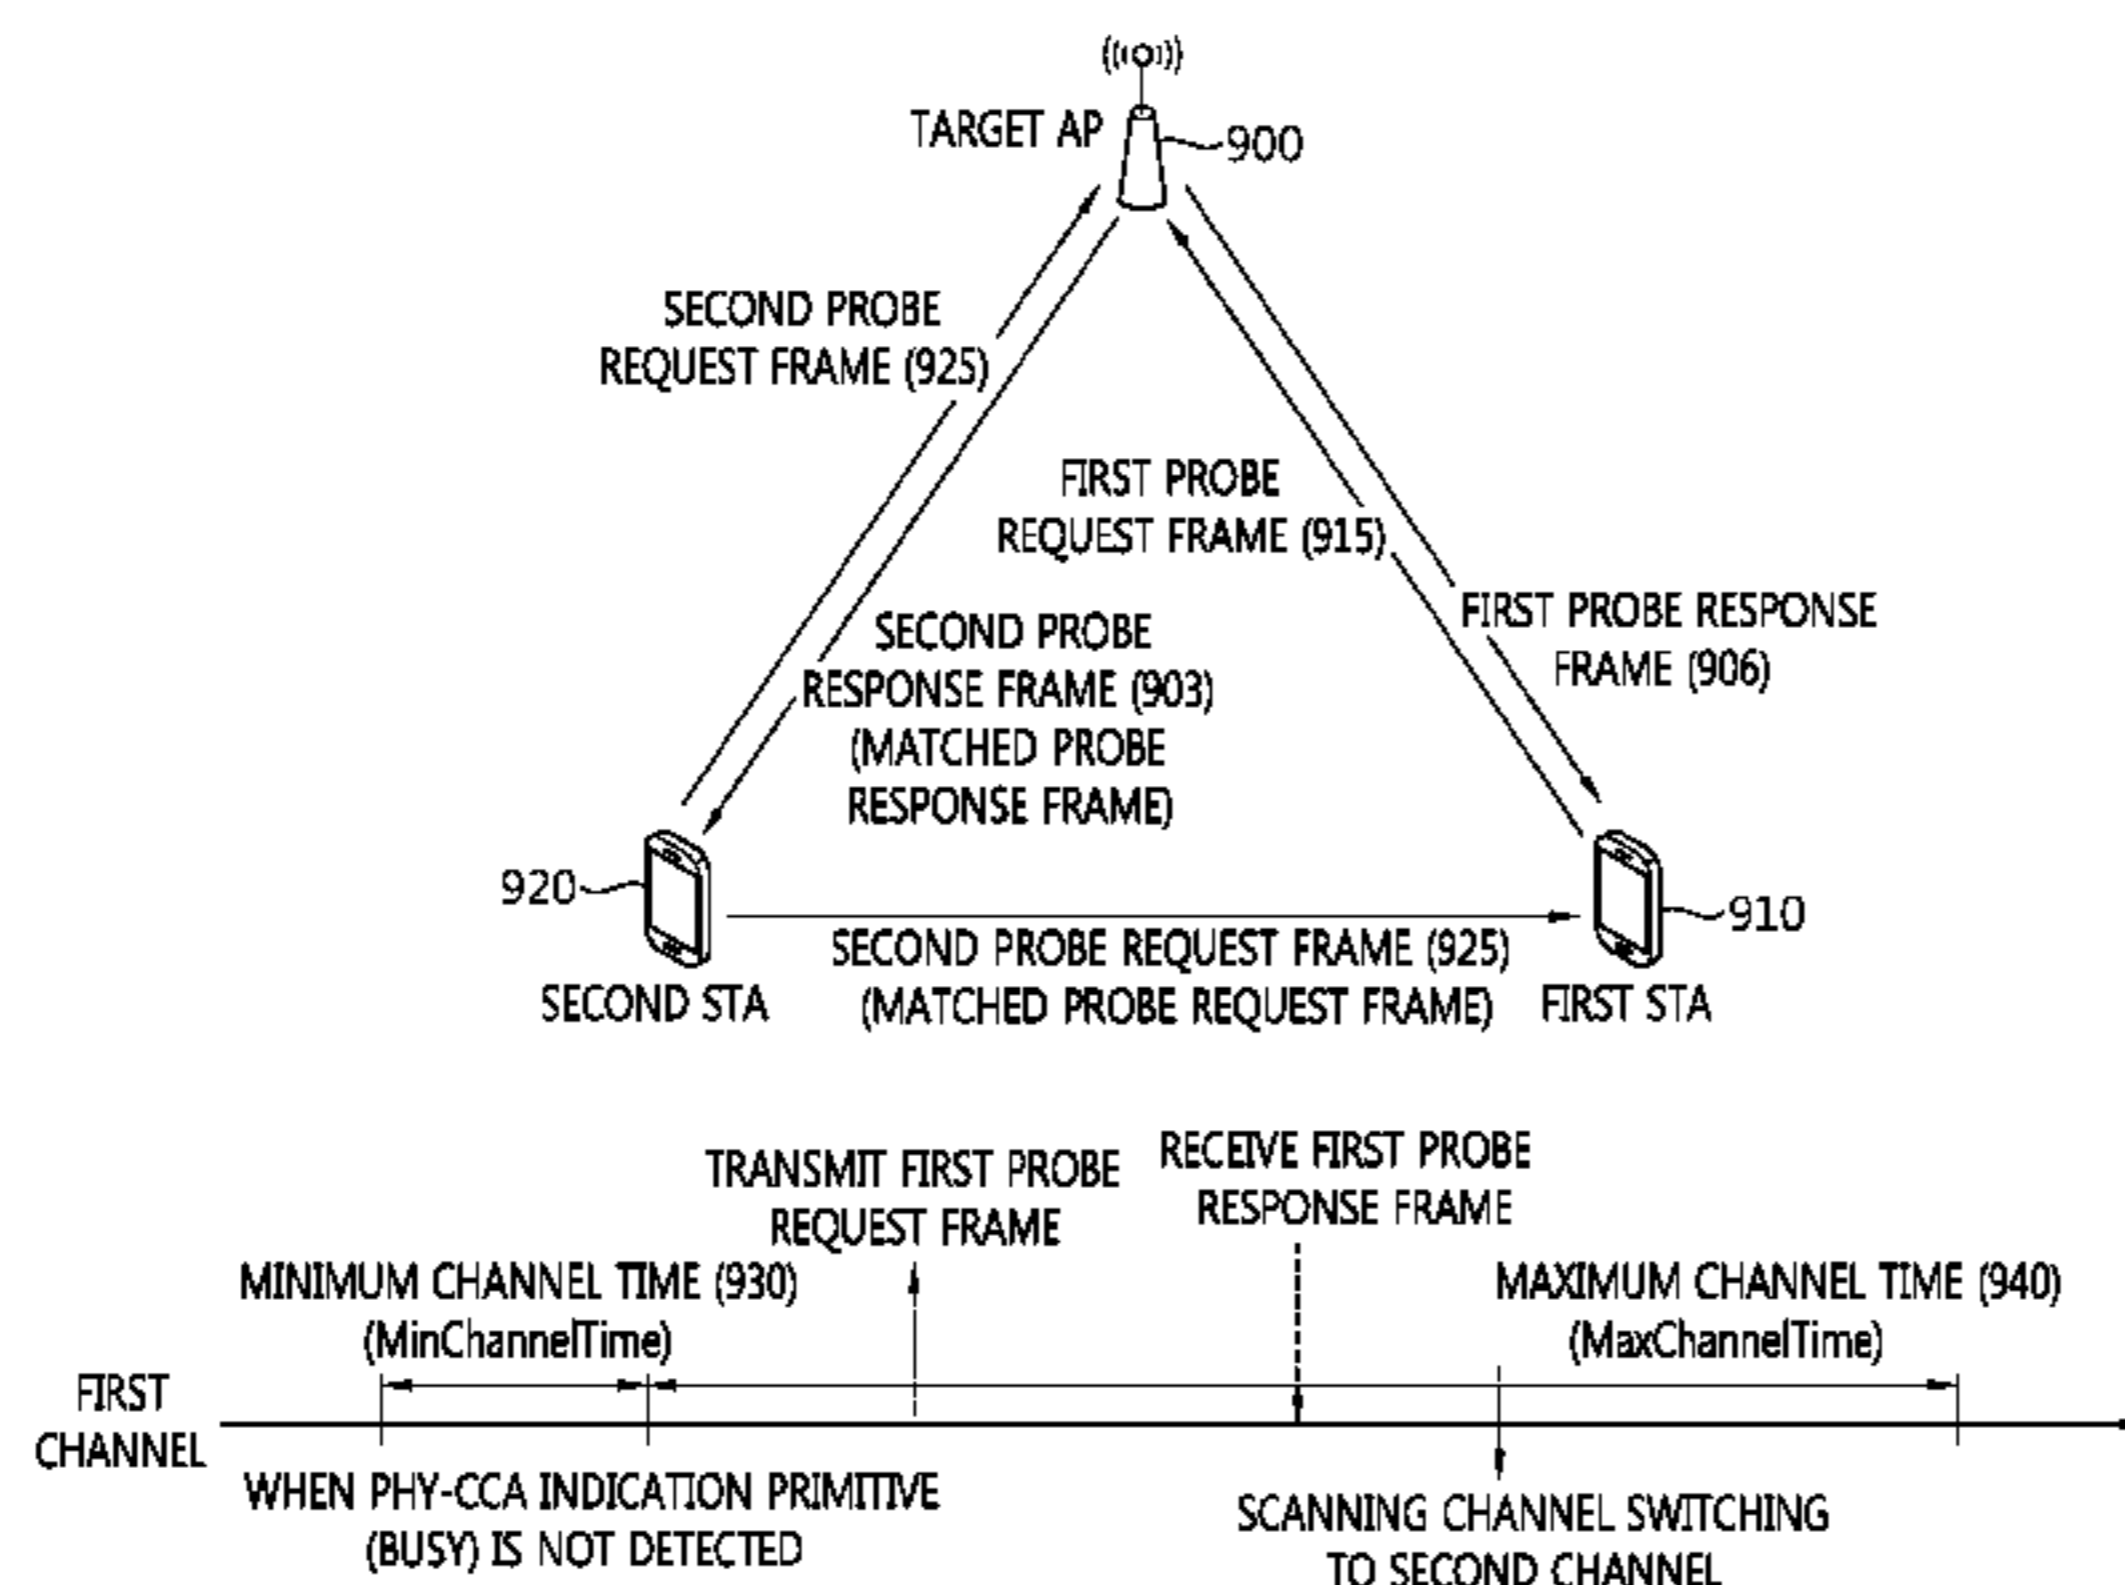 TARGET AP
900
SECOND PROBE
REQUEST FRAME (925)
FIRST PROBE
REQUEST FRAME (915)
FIRST PROBE RESPONSE
FRAME (906)
SECOND PROBE
RESPONSE FRAME (903)
(MATCHED PROBE
RESPONSE FRAME)
920
910
SECOND PROBE REQUEST FRAME (925)
(MATCHED PROBE REQUEST FRAME)
SECOND STA
FIRST STA
TRANSMIT FIRST PROBE
REQUEST FRAME
RECEIVE FIRST PROBE
RESPONSE FRAME
MINIMUM CHANNEL TIME (930)
(MinChannelTime)
MAXIMUM CHANNEL TIME (940)
(MaxChannelTime)
FIRST
CHANNEL
WHEN PHY-CCA INDICATION PRIMITIVE
(BUSY) IS NOT DETECTED
SCANNING CHANNEL SWITCHING
TO SECOND CHANNEL